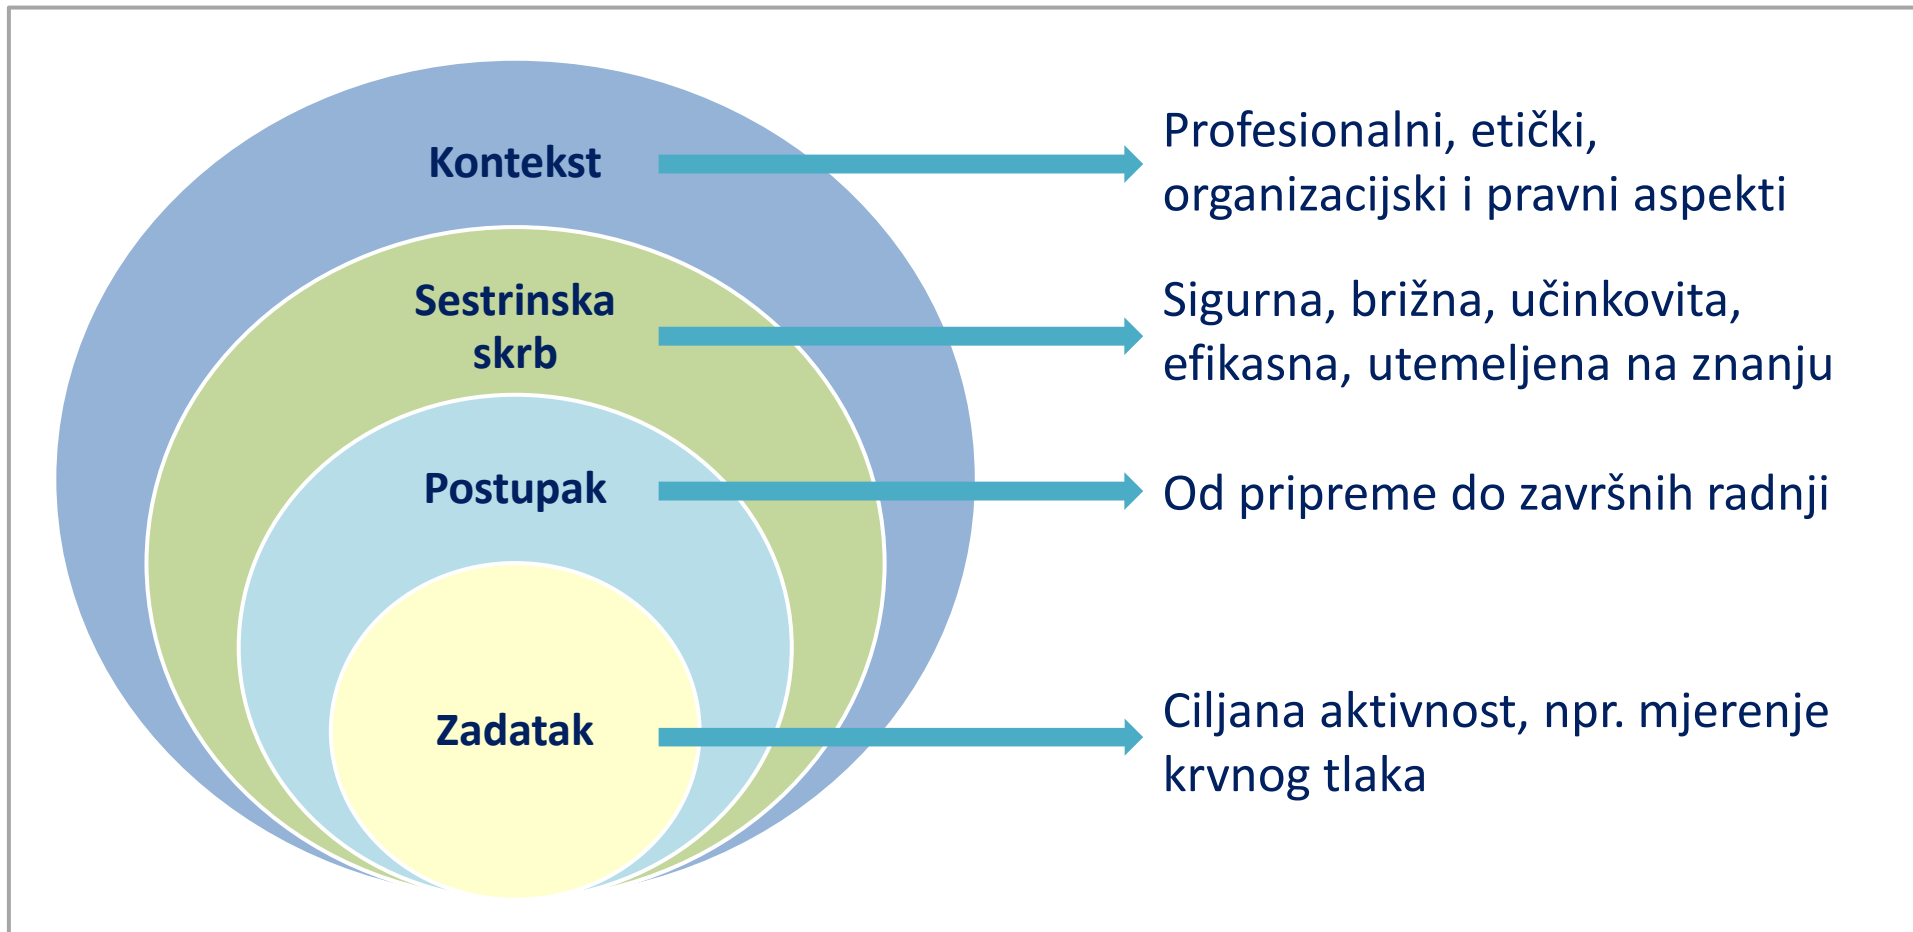 Kontekst
Profesionalni, etički,
organizacijski i pravni aspekti
Sestrinska
skrb
Sigurna, brižna, učinkovita,
efikasna, utemeljena na znanju
Postupak
Od pripreme do završnih radnji
Zadatak
Ciljana aktivnost, npr. mjerenje
krvnog tlaka